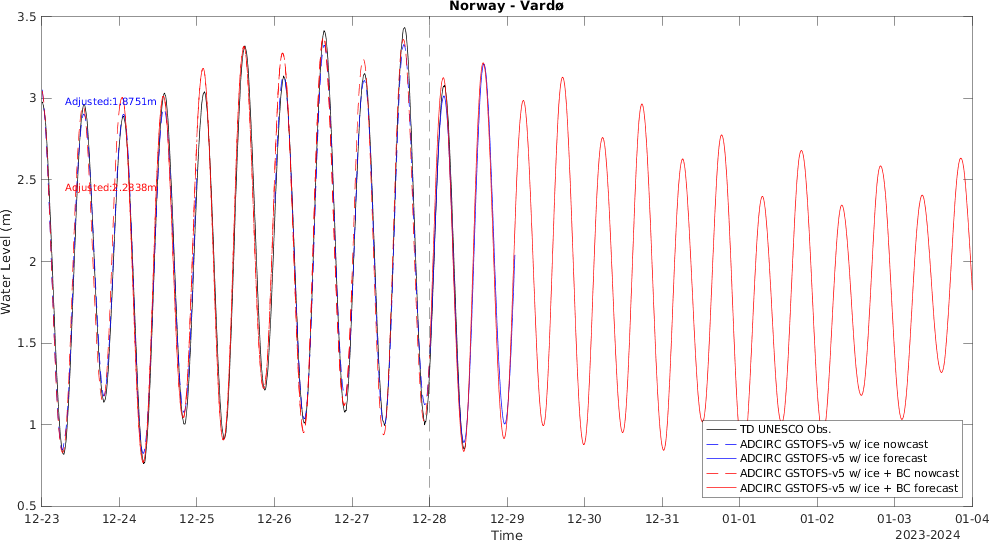 Norway - Vardø
3.5
3
2.5
2
1.5
1
0.5
Water Level (m)
Adjusted:1.8751m
Adjusted:2.2338m
TD UNESCO Obs.
ADCIRC GSTOFS-v5 w/ ice nowcast
ADCIRC GSTOFS-v5 w/ ice forecast
ADCIRC GSTOFS-v5 w/ ice + BC nowcast
ADCIRC GSTOFS-v5 w/ ice + BC forecast
12-23 12-24 12-25 12-26 12-27 12-28 12-29 12-30 12-31 01-01 01-02 01-03 01-04
Time
2023-2024